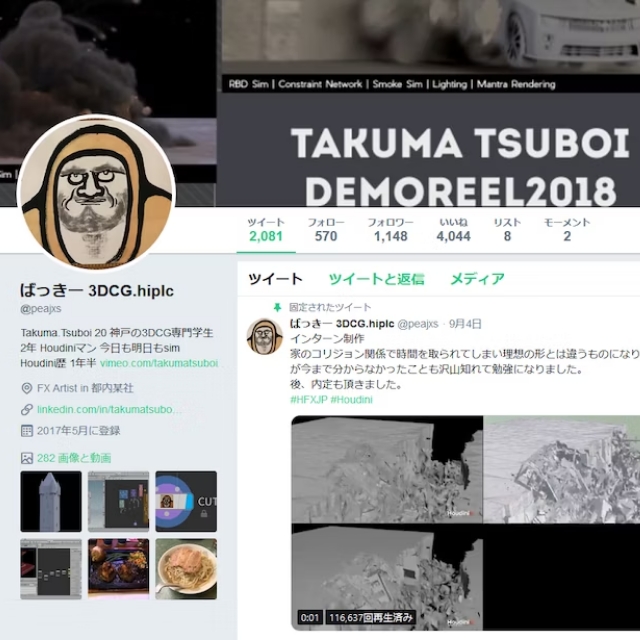 RBD Sim | Constraint Network | Smoke Sim | Lighting | Mantra Rendering
TAKUMA TSUBOI
DEMOREEL2018
ツイート フォロー フォロワー いいね リスト モーメント
2,081 570 1,148 4,044 8 2
ばっきー 3DCG.hiplc
@peajxs
Takuma.Tsuboi 20 神戸の3DCG専門学生
2年 Houdiniマン 今日も明日もsim
Houdini歴 1年半 vimeo.com/takumatsuboi
FX Artist in 都内某社
linkedin.com/in/takumatsubo...
2017年5月に登録
282 画像と動画
CUT
ツイート ツイートと返信 メディア
固定されたツイート
ばっきー 3DCG.hiplc @peajxs · 9月4日
インターン制作
家のコリジョン関係で時間を取られてしまい理想の形とは違うものになり
が今まで分からなかったことも沢山知れて勉強になりました。
後、内定も頂きました。
#HFXJP #Houdini
Houdini
Houdini
0:01 116,637回再生済み
Houdini